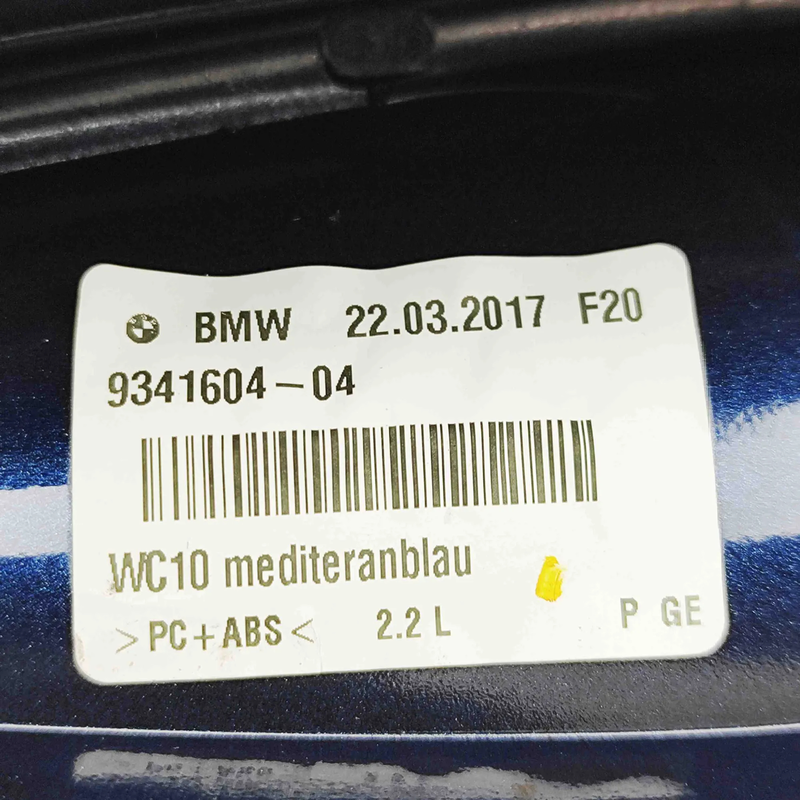 BMW 22.03.2017 F20
9341604-04
WC10 mediteranblau
>PC+ABS< 2.2 L P GE